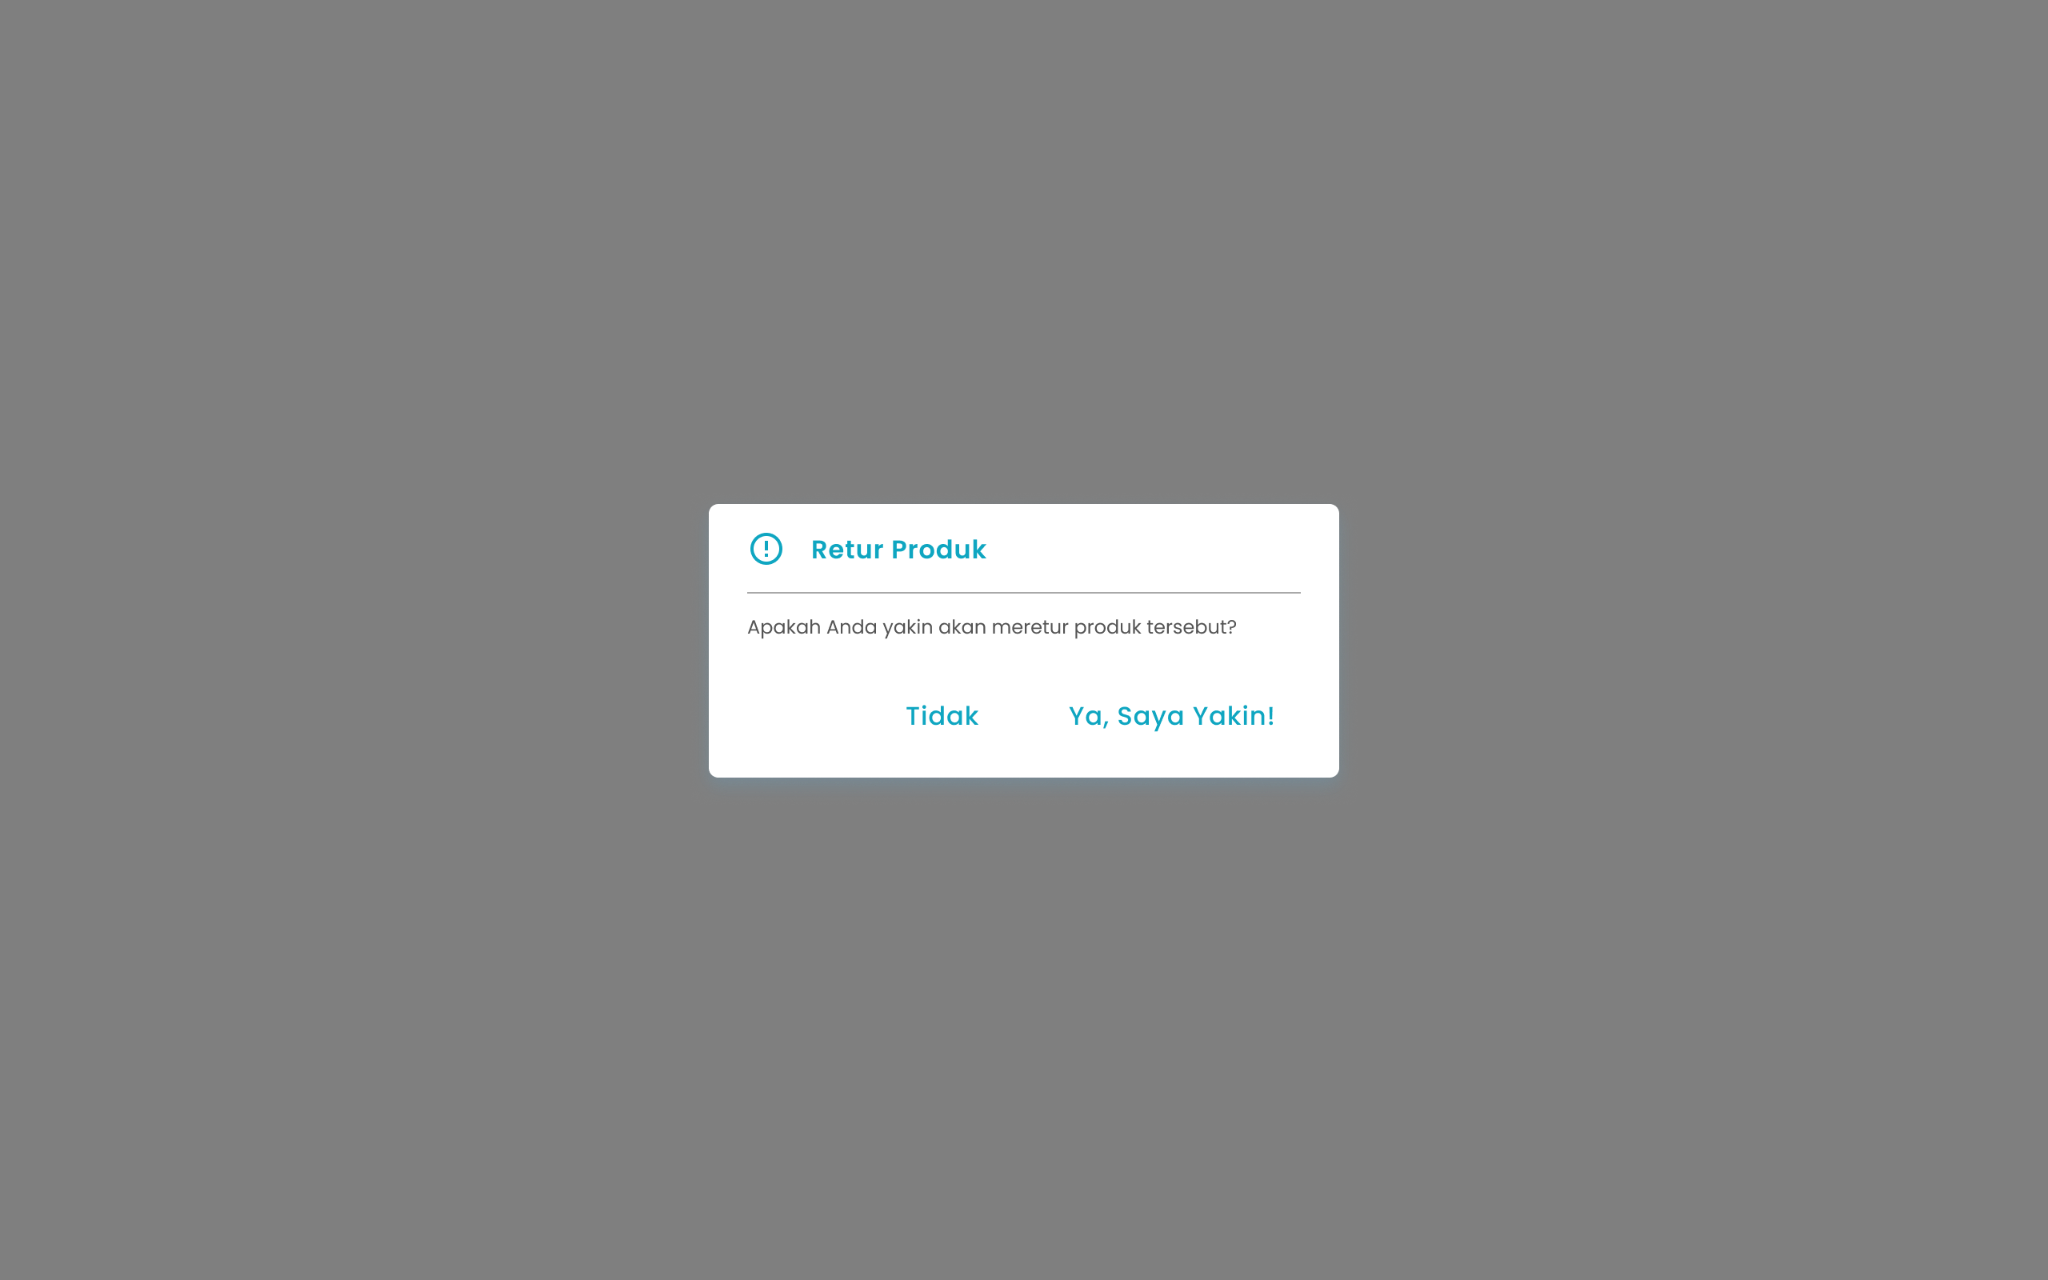 Retur Produk
Apakah Anda yakin akan meretur produk tersebut?
Tidak
Ya, Saya Yakin!